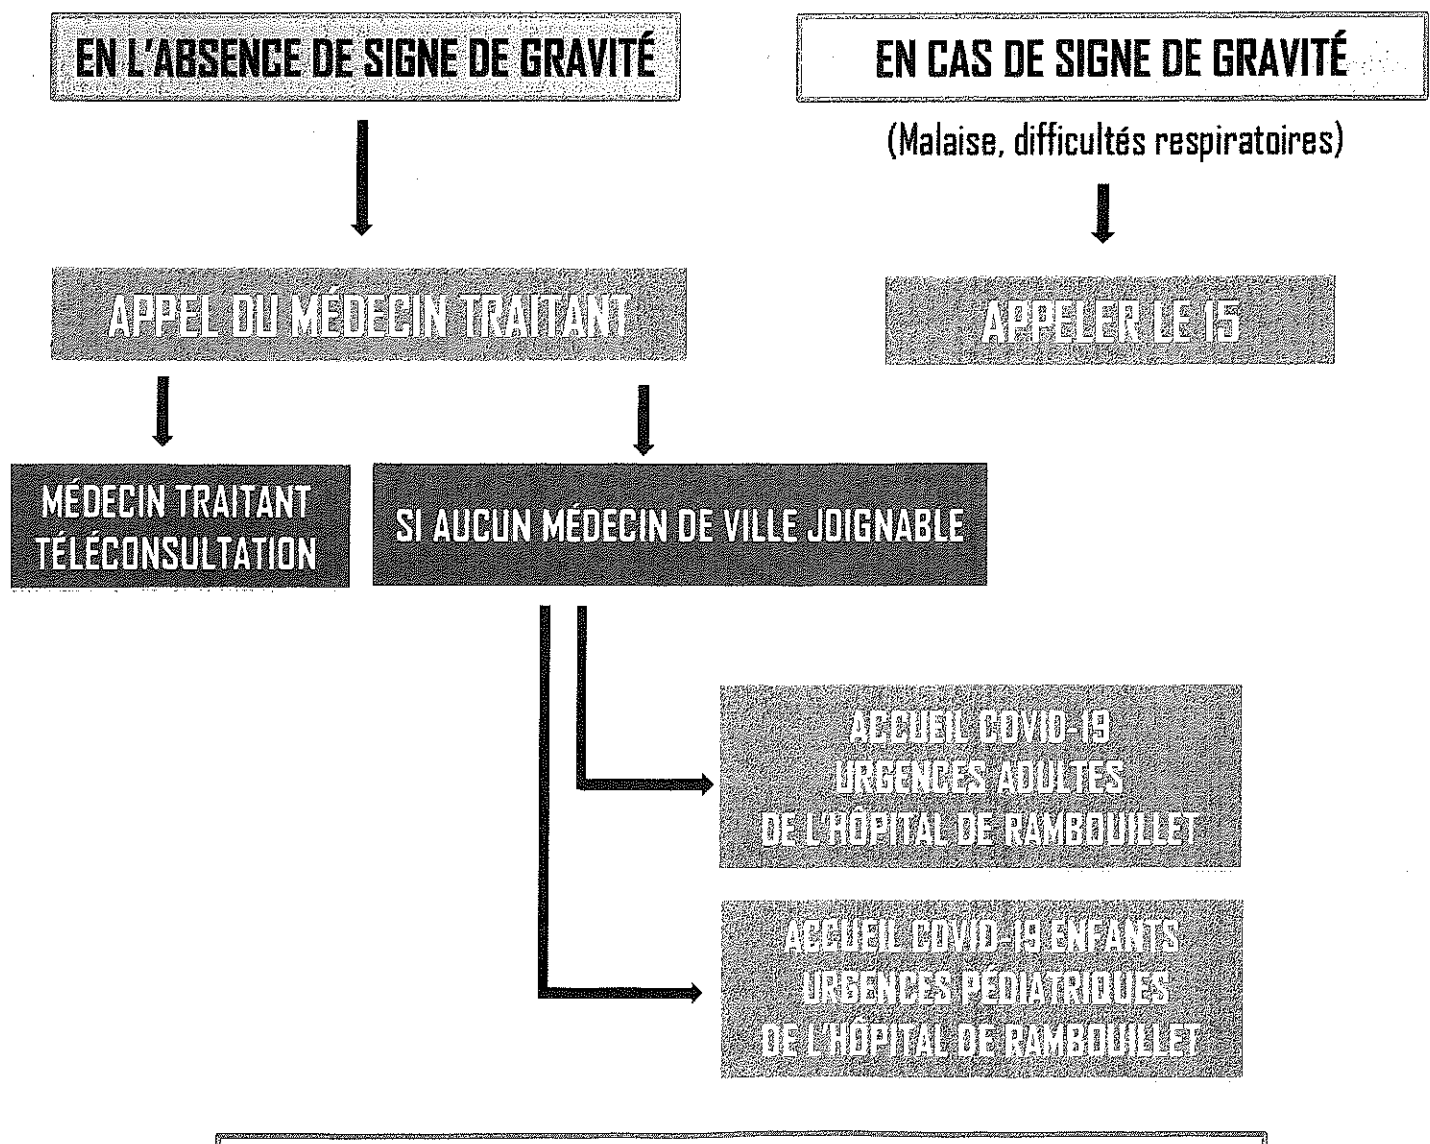 EN L'ABSENCE DE SIGNE DE GRAVITÉ
APPEL DU MÉDECIN TRAITANT
MÉDECIN TRAITANT
TÉLÉCONSULTATION
SI AUCUN MÉDECIN DE VILLE JOIGNABLE
EN CAS DE SIGNE DE GRAVITÉ
(Malaise, difficultés respiratoires)
APPELER LE 15
ACCUEIL COVID-19
URGENCES ADULTES
DE L'HÔPITAL DE RAMBOUILLET
ACCUEIL COVID-19 ENFANTS
URGENCES PÉDIATRIQUES
DE L'HÔPITAL DE RAMBOUILLET